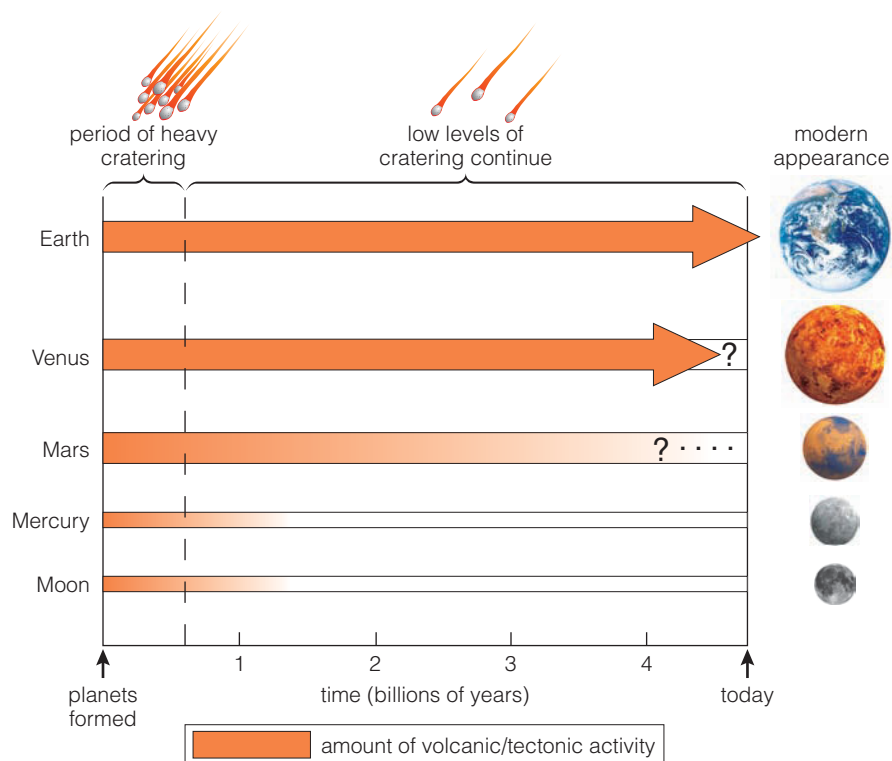 period of heavy
cratering
low levels of
cratering continue
modern
appearance
Earth
Venus
?
Mars
? . . . .
Mercury
Moon
1
2
3
4
planets
formed
time (billions of years)
today
amount of volcanic/tectonic activity